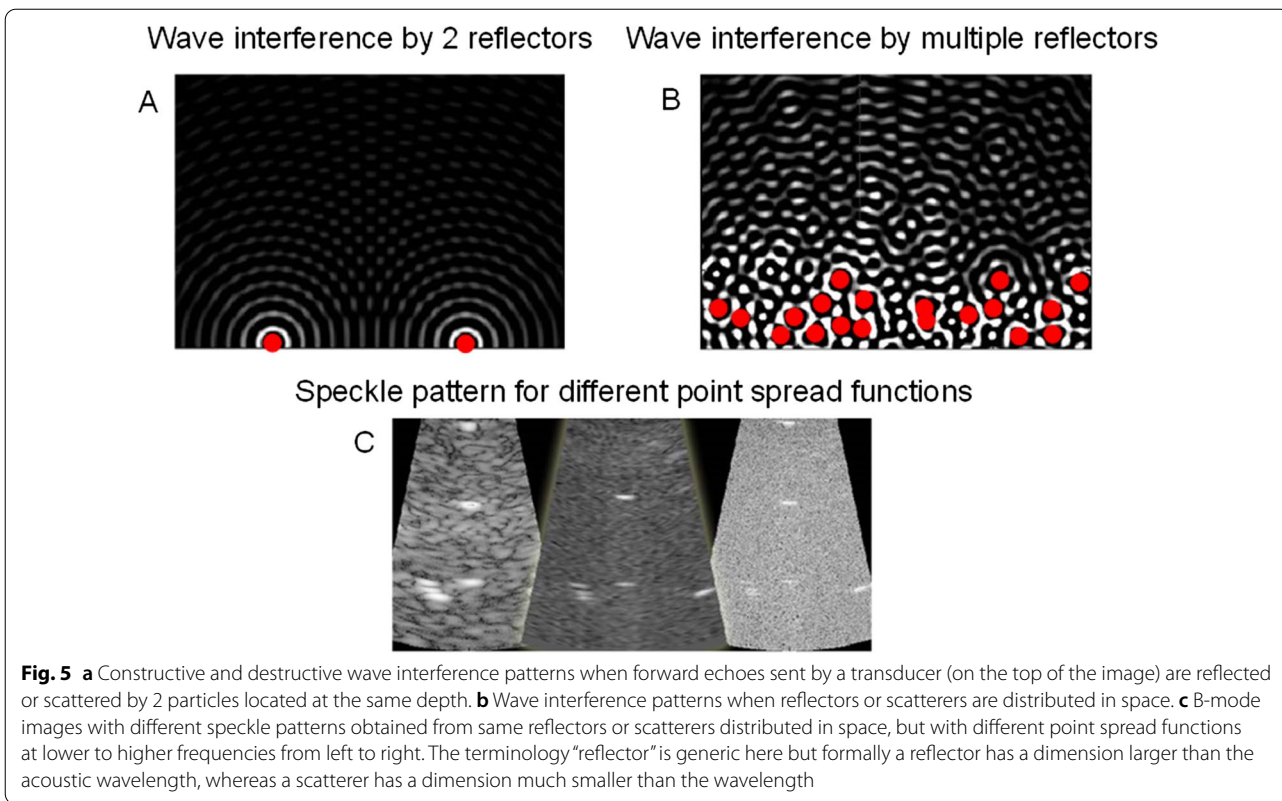 Wave interference by 2 reflectors
Wave interference by multiple reflectors
A
B
Speckle pattern for different point spread functions
C
Fig. 5 a Constructive and destructive wave interference patterns when forward echoes sent by a transducer (on the top of the image) are reflected
or scattered by 2 particles located at the same depth. b Wave interference patterns when reflectors or scatterers are distributed in space. c B-mode
images with different speckle patterns obtained from same reflectors or scatterers distributed in space, but with different point spread functions
at lower to higher frequencies from left to right. The terminology “reflector” is generic here but formally a reflector has a dimension larger than the
acoustic wavelength, whereas a scatterer has a dimension much smaller than the wavelength